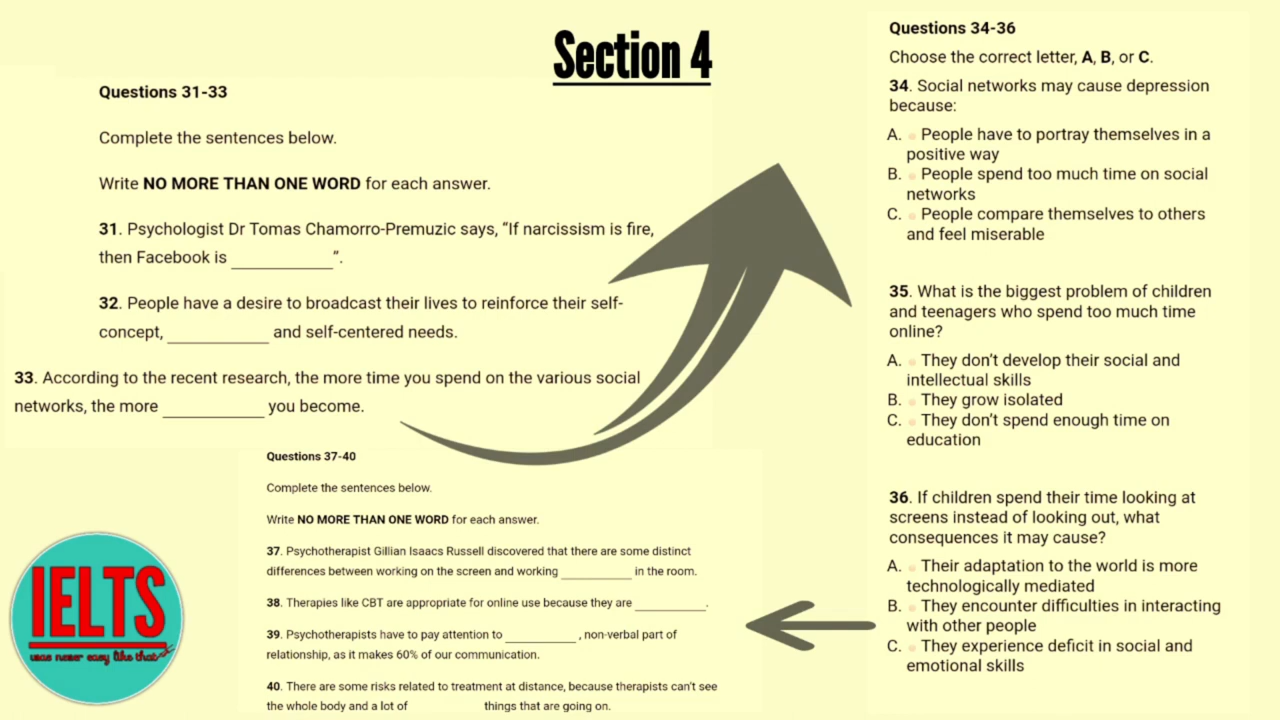 Section 4
Questions 31-33
Complete the sentences below.
Write NO MORE THAN ONE WORD for each answer.
31. Psychologist Dr Tomas Chamorro-Premuzic says, “If narcissism is fire,
then Facebook is ___________”.
32. People have a desire to broadcast their lives to reinforce their self-
concept, ___________ and self-centered needs.
33. According to the recent research, the more time you spend on the various social
networks, the more ___________ you become.
Questions 34-36
Choose the correct letter, A, B, or C.
34. Social networks may cause depression
because:
A. People have to portray themselves in a
positive way
B. People spend too much time on social
networks
C. People compare themselves to others
and feel miserable
35. What is the biggest problem of children
and teenagers who spend too much time
online?
A. They don’t develop their social and
intellectual skills
B. They grow isolated
C. They don’t spend enough time on
education
36. If children spend their time looking at
screens instead of looking out, what
consequences it may cause?
A. Their adaptation to the world is more
technologically mediated
B. They encounter difficulties in interacting
with other people
C. They experience deficit in social and
emotional skills
Questions 37-40
Complete the sentences below.
Write NO MORE THAN ONE WORD for each answer.
37. Psychotherapist Gillian Isaacs Russell discovered that there are some distinct
differences between working on the screen and working ___________ in the room.
38. Therapies like CBT are appropriate for online use because they are ___________.
39. Psychotherapists have to pay attention to ___________ , non-verbal part of
relationship, as it makes 60% of our communication.
40. There are some risks related to treatment at distance, because therapists can’t see
the whole body and a lot of things that are going on.
IELTS
was never easy like that